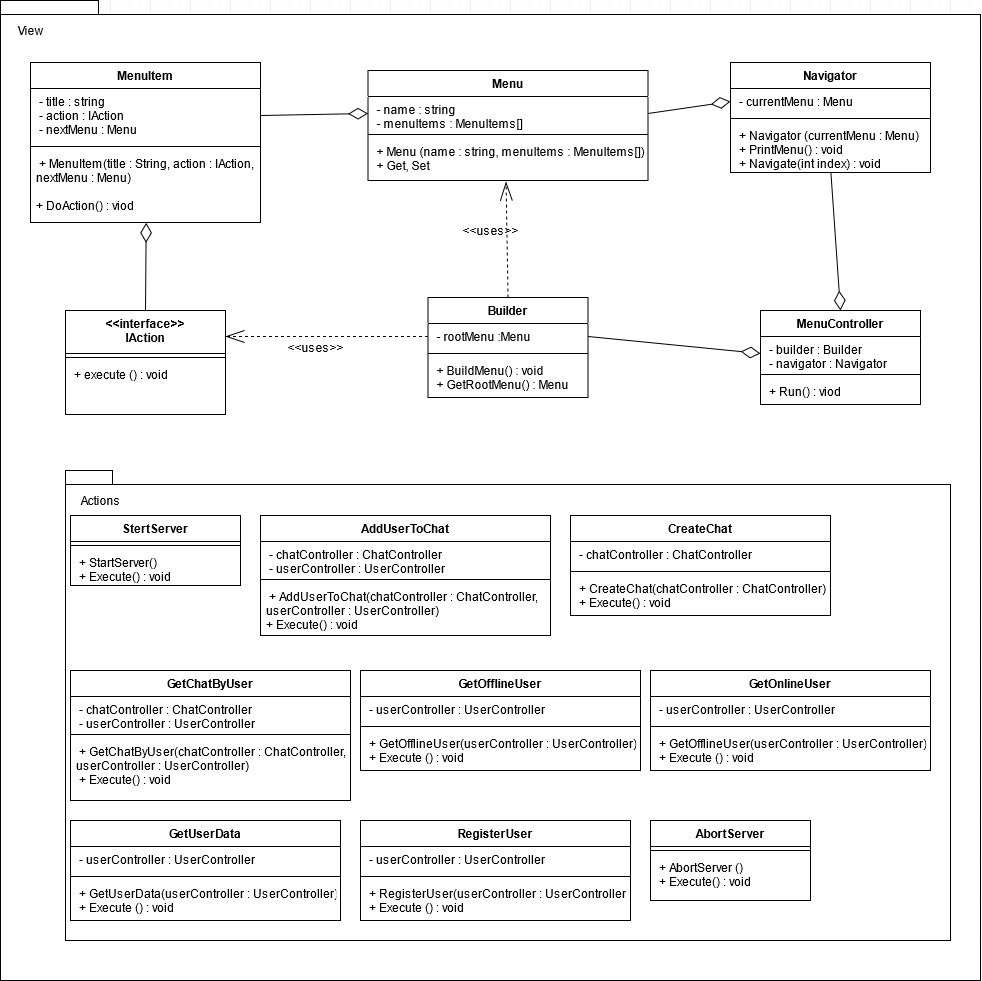 View
MenuItem
- title : string
- action : IAction
- nextMenu : Menu
+ MenuItem(title : String, action : IAction,
nextMenu : Menu)
+ DoAction() : viod
Menu
- name : string
- menuItems : MenuItems[]
+ Menu (name : string, menuItems : MenuItems[])
+ Get, Set
Navigator
- currentMenu : Menu
+ Navigator (currentMenu : Menu)
+ PrintMenu() : void
+ Navigate(int index) : void
<<uses>>
<<interface>>
IAction
+ execute () : void
<<uses>>
Builder
- rootMenu :Menu
+ BuildMenu() : void
+ GetRootMenu() : Menu
MenuController
- builder : Builder
- navigator : Navigator
+ Run() : viod
Actions
StertServer
+ StartServer()
+ Execute() : void
AddUserToChat
- chatController : ChatController
- userController : UserController
+ AddUserToChat(chatController : ChatController,
userController : UserController)
+ Execute() : void
CreateChat
- chatController : ChatController
+ CreateChat(chatController : ChatController)
+ Execute() : void
GetChatByUser
- chatController : ChatController
- userController : UserController
+ GetChatByUser(chatController : ChatController,
userController : UserController)
+ Execute() : void
GetOfflineUser
- userController : UserController
+ GetOfflineUser(userController : UserController)
+ Execute () : void
GetOnlineUser
- userController : UserController
+ GetOfflineUser(userController : UserController)
+ Execute () : void
GetUserData
- userController : UserController
+ GetUserData(userController : UserController)
+ Execute () : void
RegisterUser
- userController : UserController
+ RegisterUser(userController : UserController
+ Execute () : void
AbortServer
+ AbortServer ()
+ Execute() : void